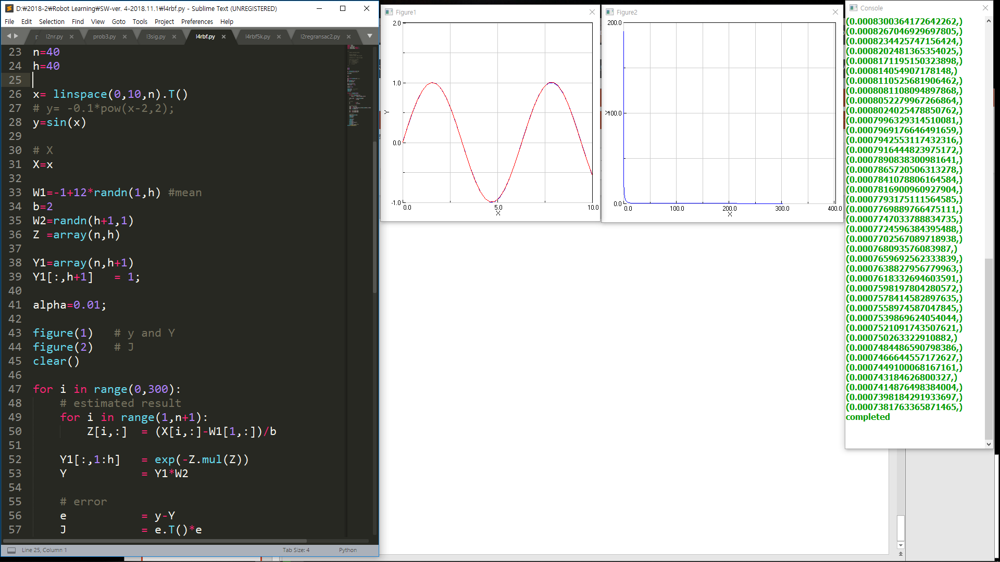 D:₩2018-2₩Robot Learning₩SW-ver. 4-2018.11.1₩l4rbf.py - Sublime Text (UNREGISTERED)
File Edit Selection Find View Goto Tools Project Preferences Help
l2nr.py prob3.py l3sig.py l4rbf.py l4rbf5k.py l2regransac2.py
23 n=40
24 h=40
25
26 x= linspace(0,10,n).T()
27 # y= -0.1*pow(x-2,2);
28 y=sin(x)
29
30 # X
31 X=x
32
33 W1=-1+12*randn(1,h) #mean
34 b=2
35 W2=randn(h+1,1)
36 Z =array(n,h)
37
38 Y1=array(n,h+1)
39 Y1[:,h+1]   = 1;
40
41 alpha=0.01;
42
43 figure(1)   # y and Y
44 figure(2)   # J
45 clear()
46
47 for i in range(0,300):
48     # estimated result
49     for i in range(1,n+1):
50         Z[i,:]  = (X[i,:]-W1[1,:])/b
51
52     Y1[:,1:h]   = exp(-Z.mul(Z))
53     Y           = Y1*W2
54
55     # error
56     e           = y-Y
57     J           = e.T()*e
Line 25, Column 1 Tab Size: 4 Python
Figure1
2.0
1.0
Y
0.0
-1.0
0.0 5.0 10.0
X
Figure2
200.0
Y
100.0
0.0
0.0 100.0 200.0 300.0 400.0
X
Console
(0.0008300364172642262,)
(0.0008267046929697805,)
(0.0008234425747156424,)
(0.0008202481365354025,)
(0.0008171195150323898,)
(0.000814054907178148,)
(0.0008110525681906462,)
(0.0008081108094897868,)
(0.0008052279967266864,)
(0.0008024025478850762,)
(0.0007996329314510081,)
(0.0007969176646491659,)
(0.0007942553117432316,)
(0.0007916444823975172,)
(0.0007890838300981641,)
(0.0007865720506313278,)
(0.0007841078806164584,)
(0.0007816900960927904,)
(0.0007793175111564585,)
(0.0007769889766475111,)
(0.0007747033788834735,)
(0.0007724596384395488,)
(0.0007702567089718938,)
(0.000768093576083987,)
(0.0007659692562333839,)
(0.0007638827956779963,)
(0.0007618332694603591,)
(0.0007598197804280572,)
(0.0007578414582897635,)
(0.0007558974587047845,)
(0.0007539869624054044,)
(0.0007521091743507621,)
(0.000750263322910882,)
(0.0007484486590798386,)
(0.0007466644557172627,)
(0.0007449100068167161,)
(0.000743184626800327,)
(0.0007414876498384004,)
(0.0007398184291933697,)
(0.0007381763365871465,)
completed